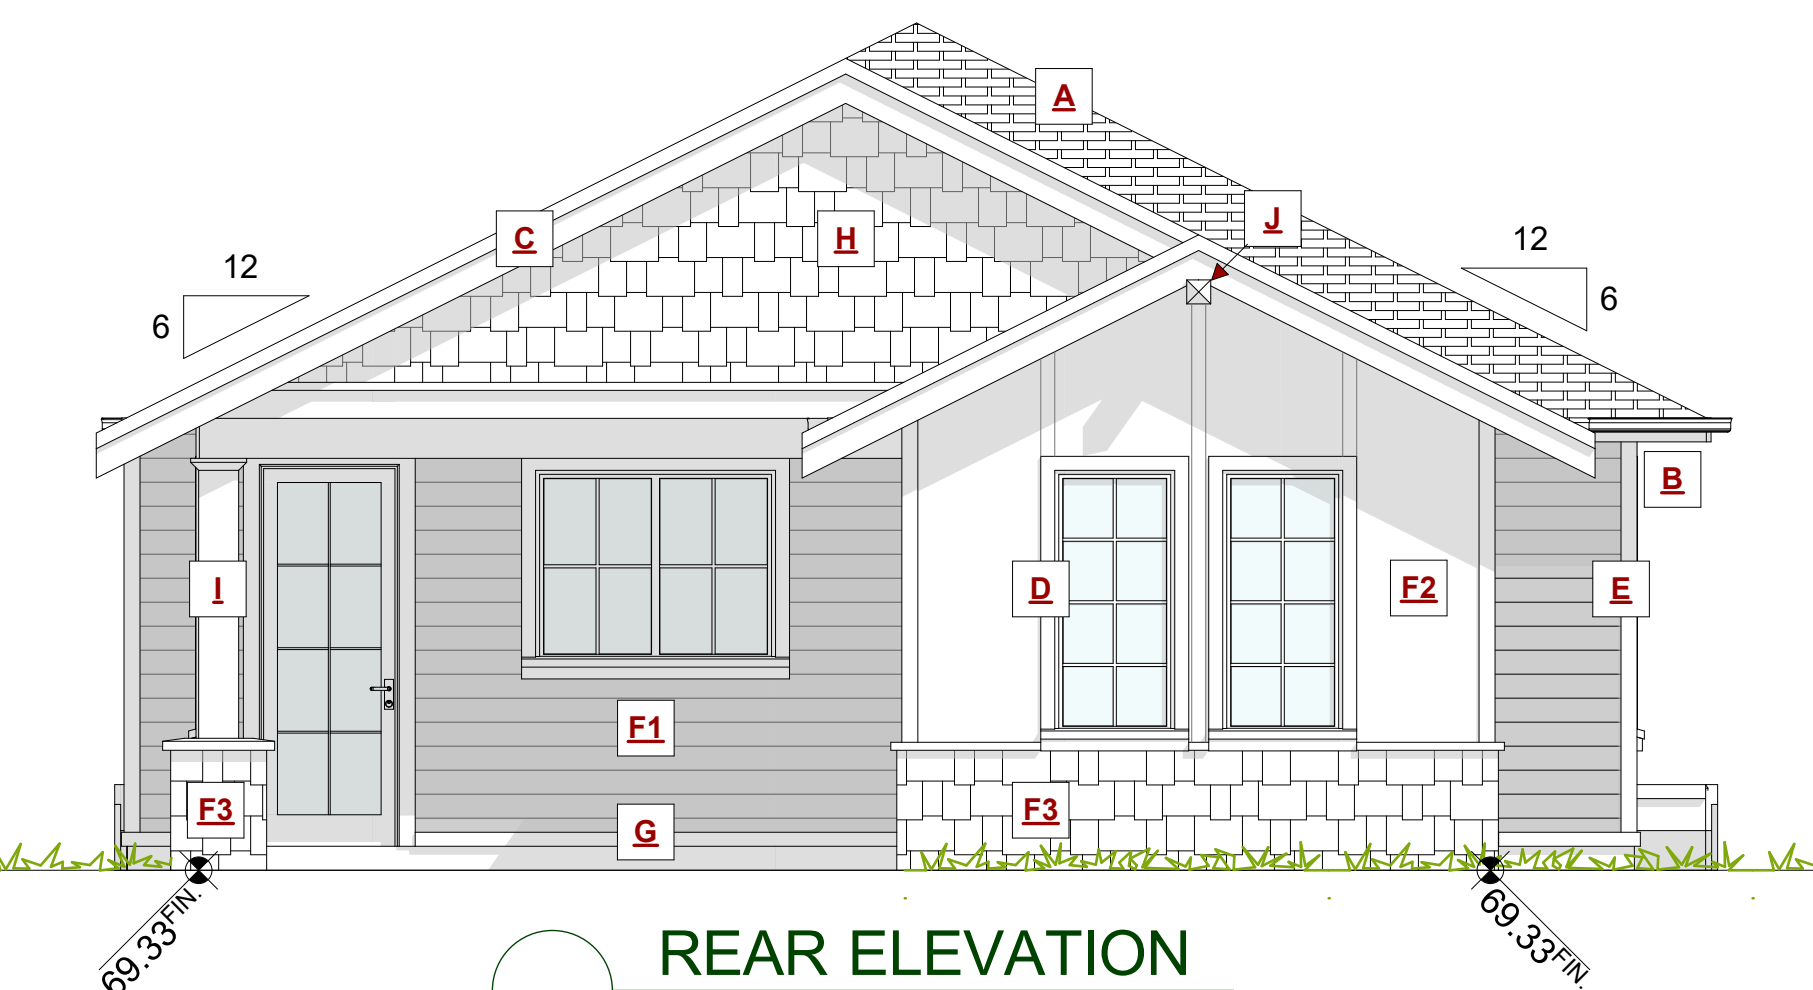 A
J
C
H
12
12
6
6
B
I
D
F2
E
F1
F3
F3
G
69.33FIN.
69.33FIN.
REAR ELEVATION